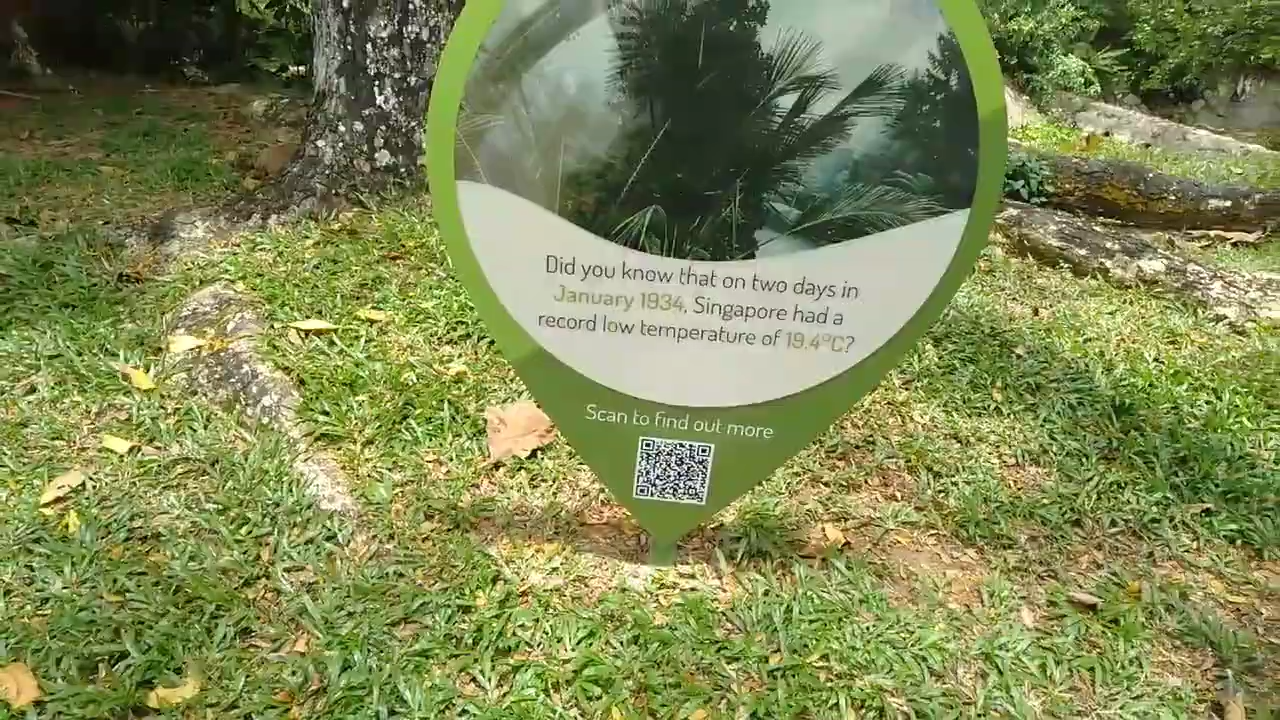 Did you know that on two days in
January 1934, Singapore had a
record low temperature of 19.4°C?
Scan to find out more